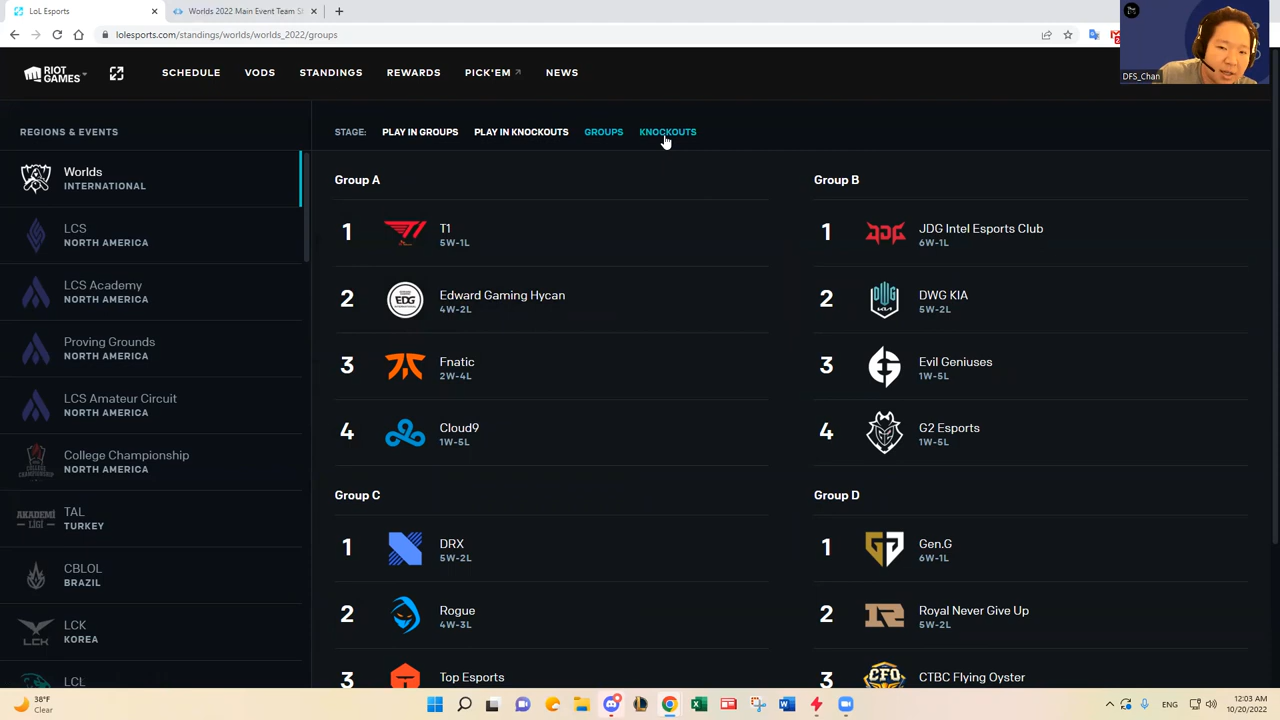 LoL Esports
Worlds 2022 Main Event Team St
lolesports.com/standings/worlds/worlds_2022/groups
DFS_Chan
RIOT GAMES
SCHEDULE
VODS
STANDINGS
REWARDS
PICK'EM
NEWS
REGIONS & EVENTS
STAGE:
PLAY IN GROUPS
PLAY IN KNOCKOUTS
GROUPS
KNOCKOUTS
Worlds
INTERNATIONAL
LCS
NORTH AMERICA
LCS Academy
NORTH AMERICA
Proving Grounds
NORTH AMERICA
LCS Amateur Circuit
NORTH AMERICA
College Championship
NORTH AMERICA
TAL
TURKEY
CBLOL
BRAZIL
LCK
KOREA
LCL
Group A
1
T1
5W-1L
2
Edward Gaming Hycan
4W-2L
3
Fnatic
2W-4L
4
Cloud9
1W-5L
Group B
1
JDG Intel Esports Club
6W-1L
2
DWG KIA
5W-2L
3
Evil Geniuses
1W-5L
4
G2 Esports
1W-5L
Group C
1
DRX
5W-2L
2
Rogue
4W-3L
3
Top Esports
Group D
1
Gen.G
6W-1L
2
Royal Never Give Up
5W-2L
3
CTBC Flying Oyster
38°F
Clear
ENG
12:03 AM
10/20/2022